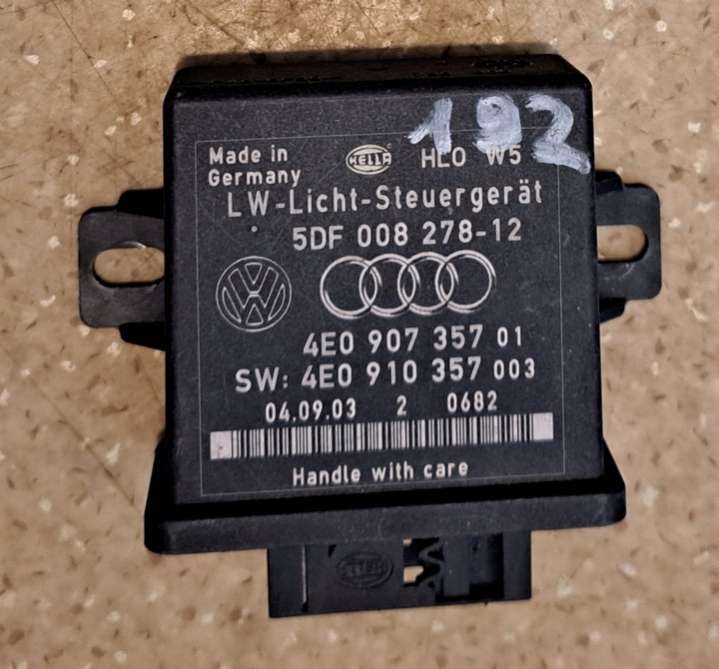 192
Made in
Germany
HELLA HLO W5
LW-Licht-Steuergerät
5DF 008 278-12
4E0 907 357 01
SW: 4E0 910 357 003
04.09.03 2 0682
Handle with care
HELLA